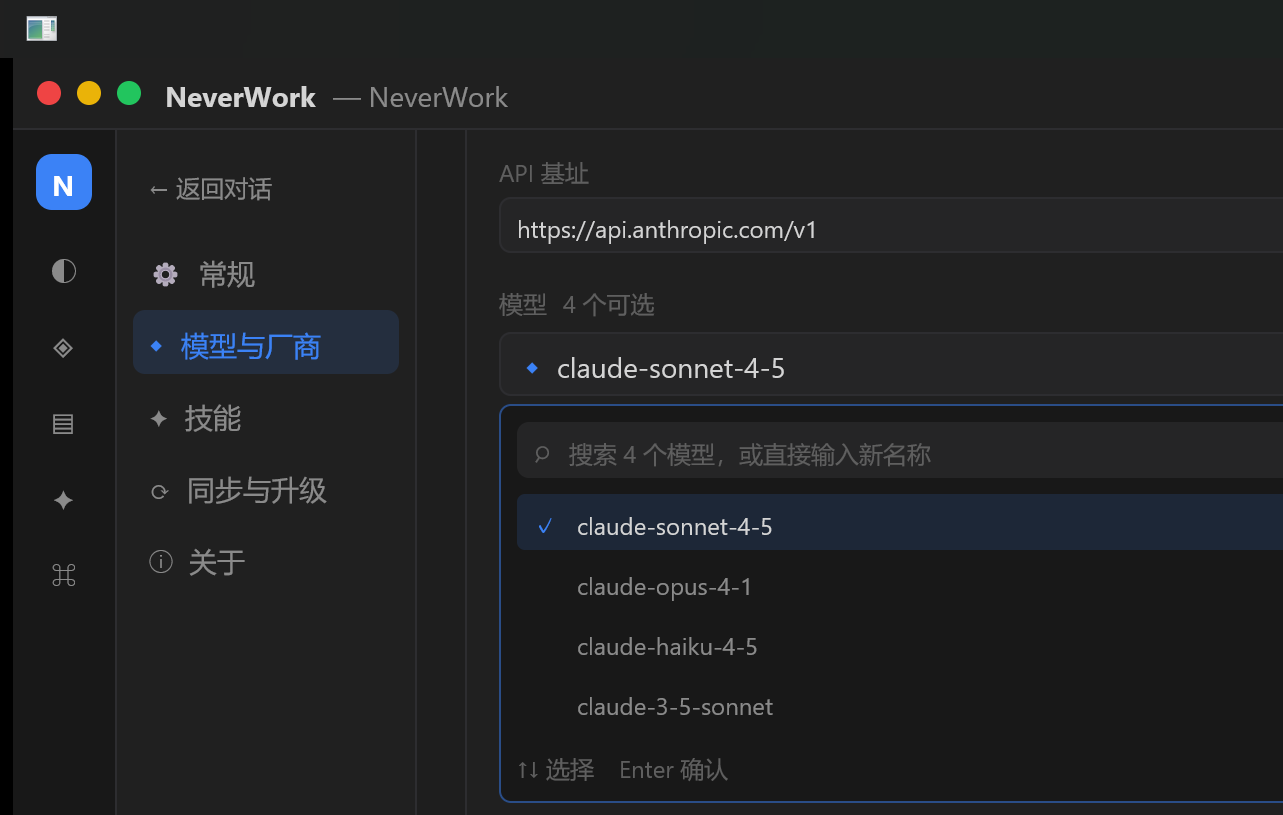 NeverWork — NeverWork
N
← 返回对话
常规
模型与厂商
技能
同步与升级
关于
API 基址
https://api.anthropic.com/v1
模型 4 个可选
claude-sonnet-4-5
搜索 4 个模型，或直接输入新名称
✓ claude-sonnet-4-5
claude-opus-4-1
claude-haiku-4-5
claude-3-5-sonnet
↑↓ 选择 Enter 确认